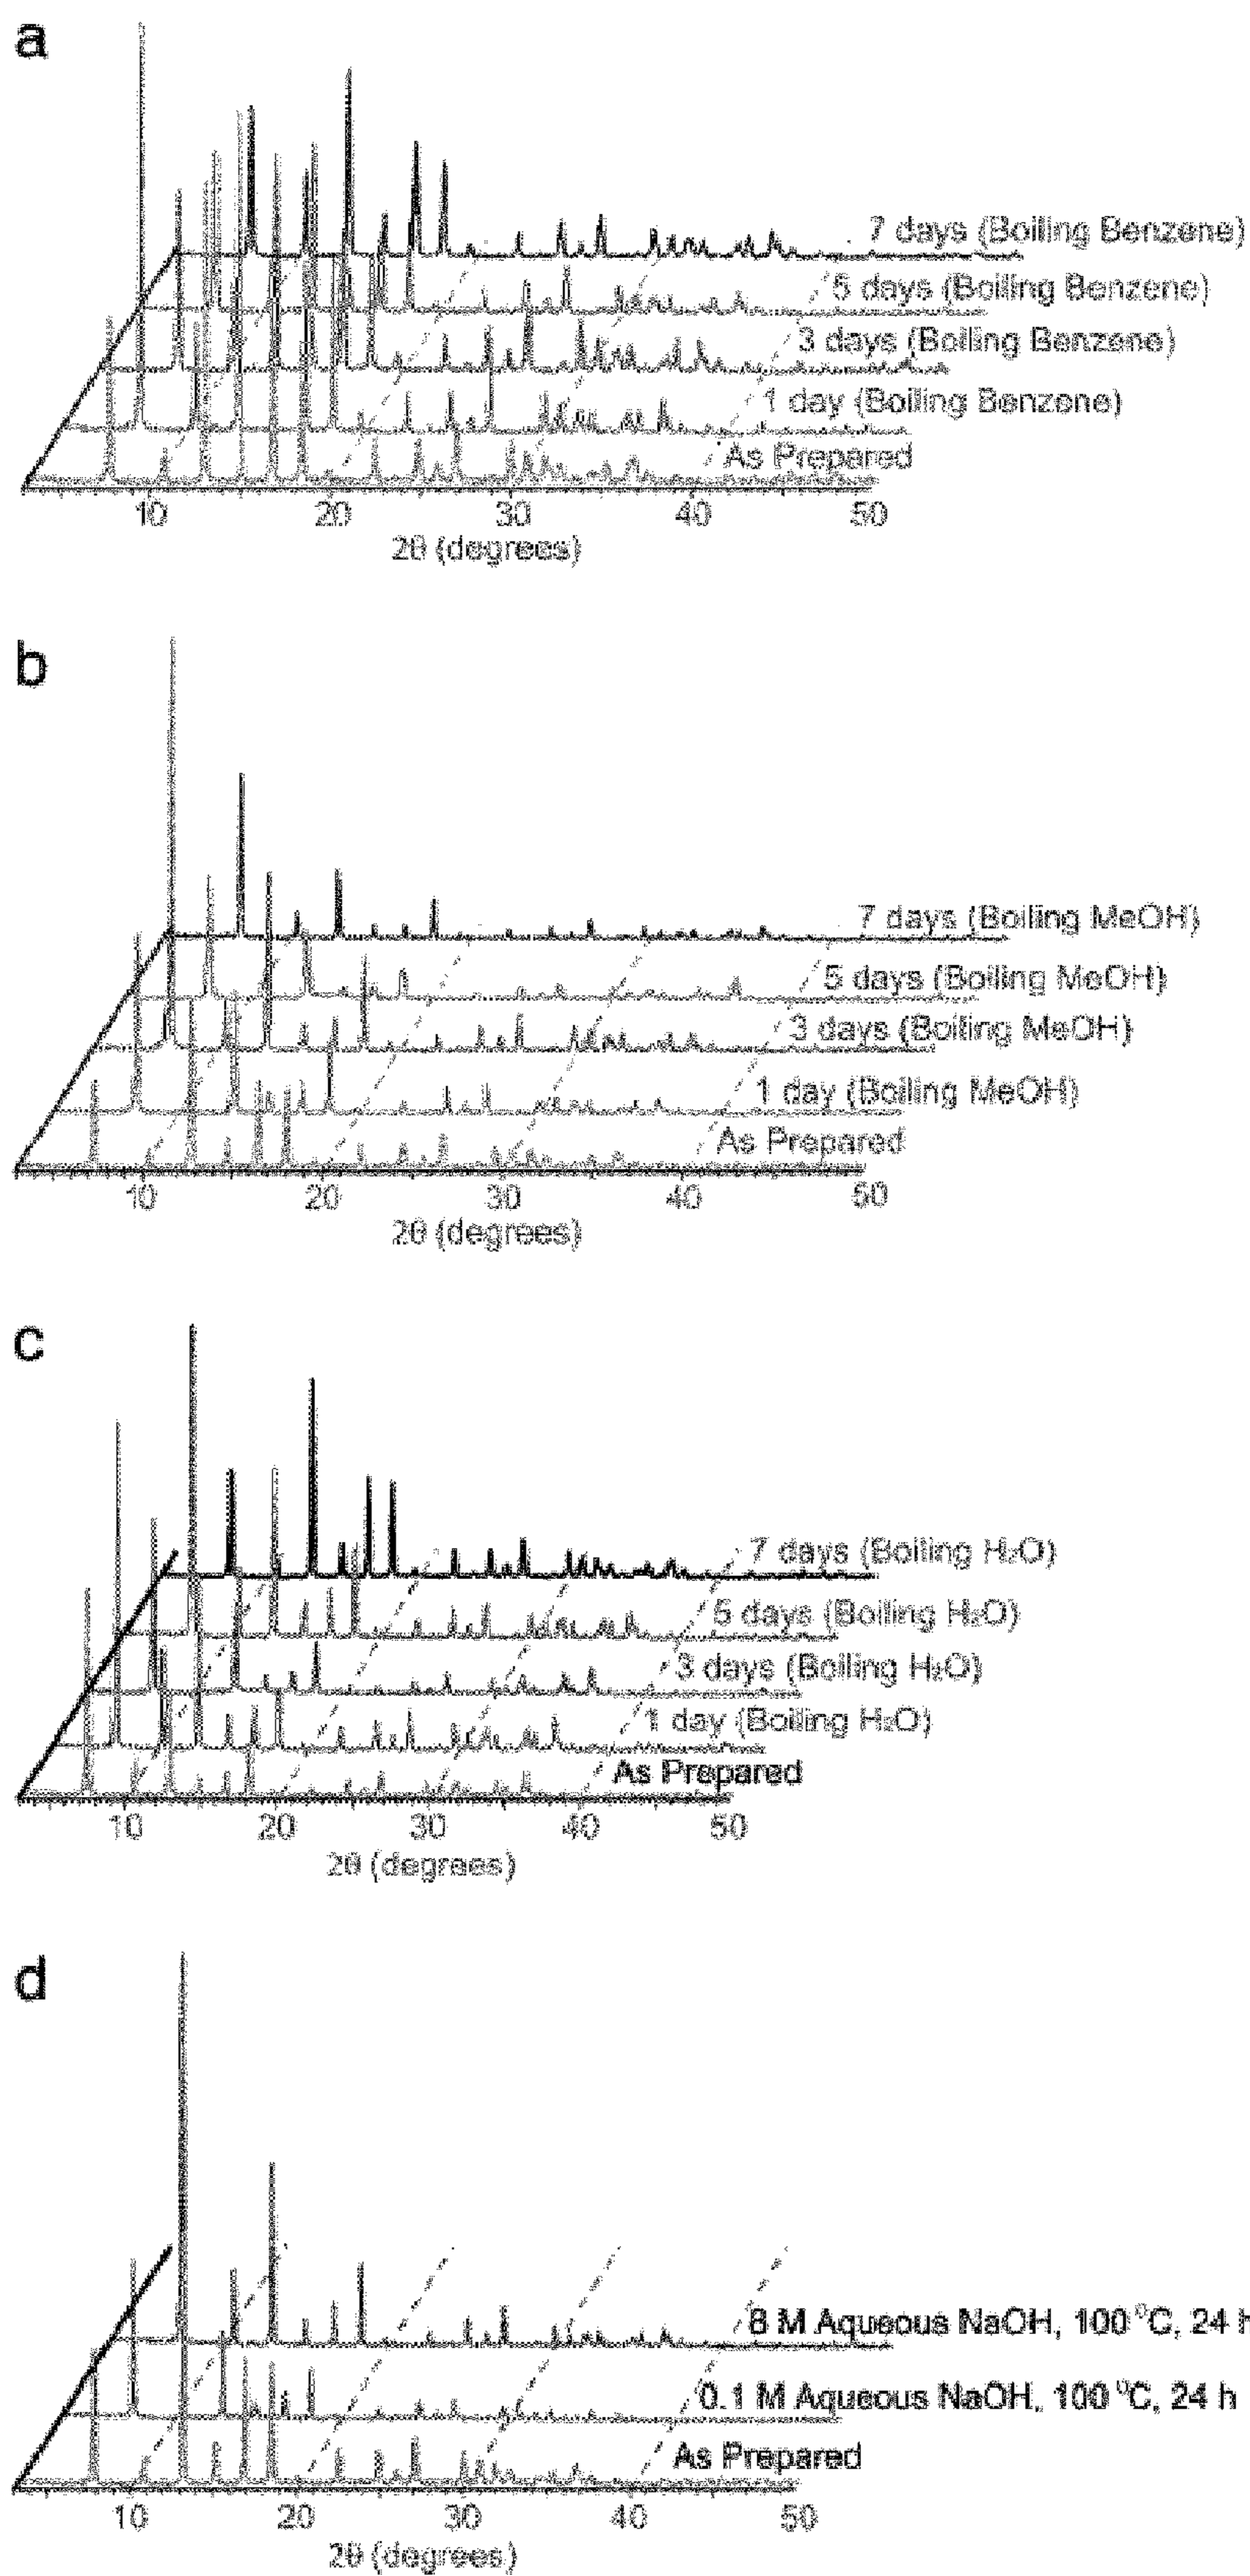 a
7 days (Boiling Benzene)
5 days (Boiling Benzene)
3 days (Boiling Benzene)
1 day (Boiling Benzene)
As Prepared
10 20 30 40 50
2θ (degrees)
b
7 days (Boiling MeOH)
5 days (Boiling MeOH)
3 days (Boiling MeOH)
1 day (Boiling MeOH)
As Prepared
10 20 30 40 50
2θ (degrees)
c
7 days (Boiling H₂O)
5 days (Boiling H₂O)
3 days (Boiling H₂O)
1 day (Boiling H₂O)
As Prepared
10 20 30 40 50
2θ (degrees)
d
8 M Aqueous NaOH, 100 °C, 24 h
0.1 M Aqueous NaOH, 100 °C, 24 h
As Prepared
10 20 30 40 50
2θ (degrees)